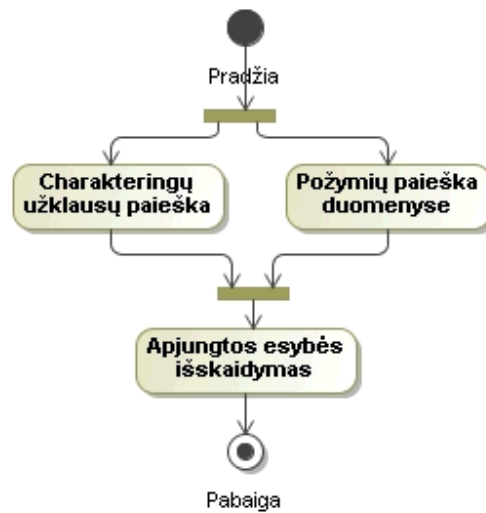 Pradžia
Charakteringų
užklausų paieška
Požymių paieška
duomenyse
Apjungtos esybės
išskaidymas
Pabaiga